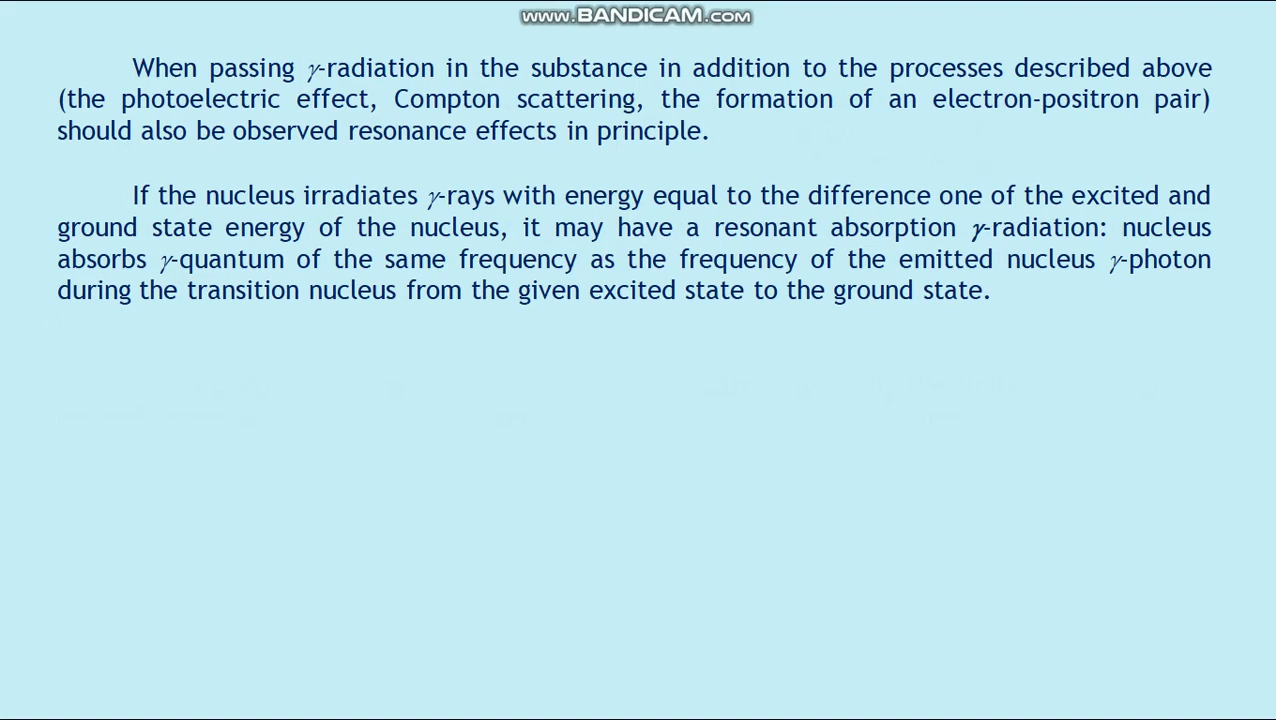 www.BANDICAM.com
When passing γ-radiation in the substance in addition to the processes described above
(the photoelectric effect, Compton scattering, the formation of an electron-positron pair)
should also be observed resonance effects in principle.
If the nucleus irradiates γ-rays with energy equal to the difference one of the excited and
ground state energy of the nucleus, it may have a resonant absorption γ-radiation: nucleus
absorbs γ-quantum of the same frequency as the frequency of the emitted nucleus γ-photon
during the transition nucleus from the given excited state to the ground state.